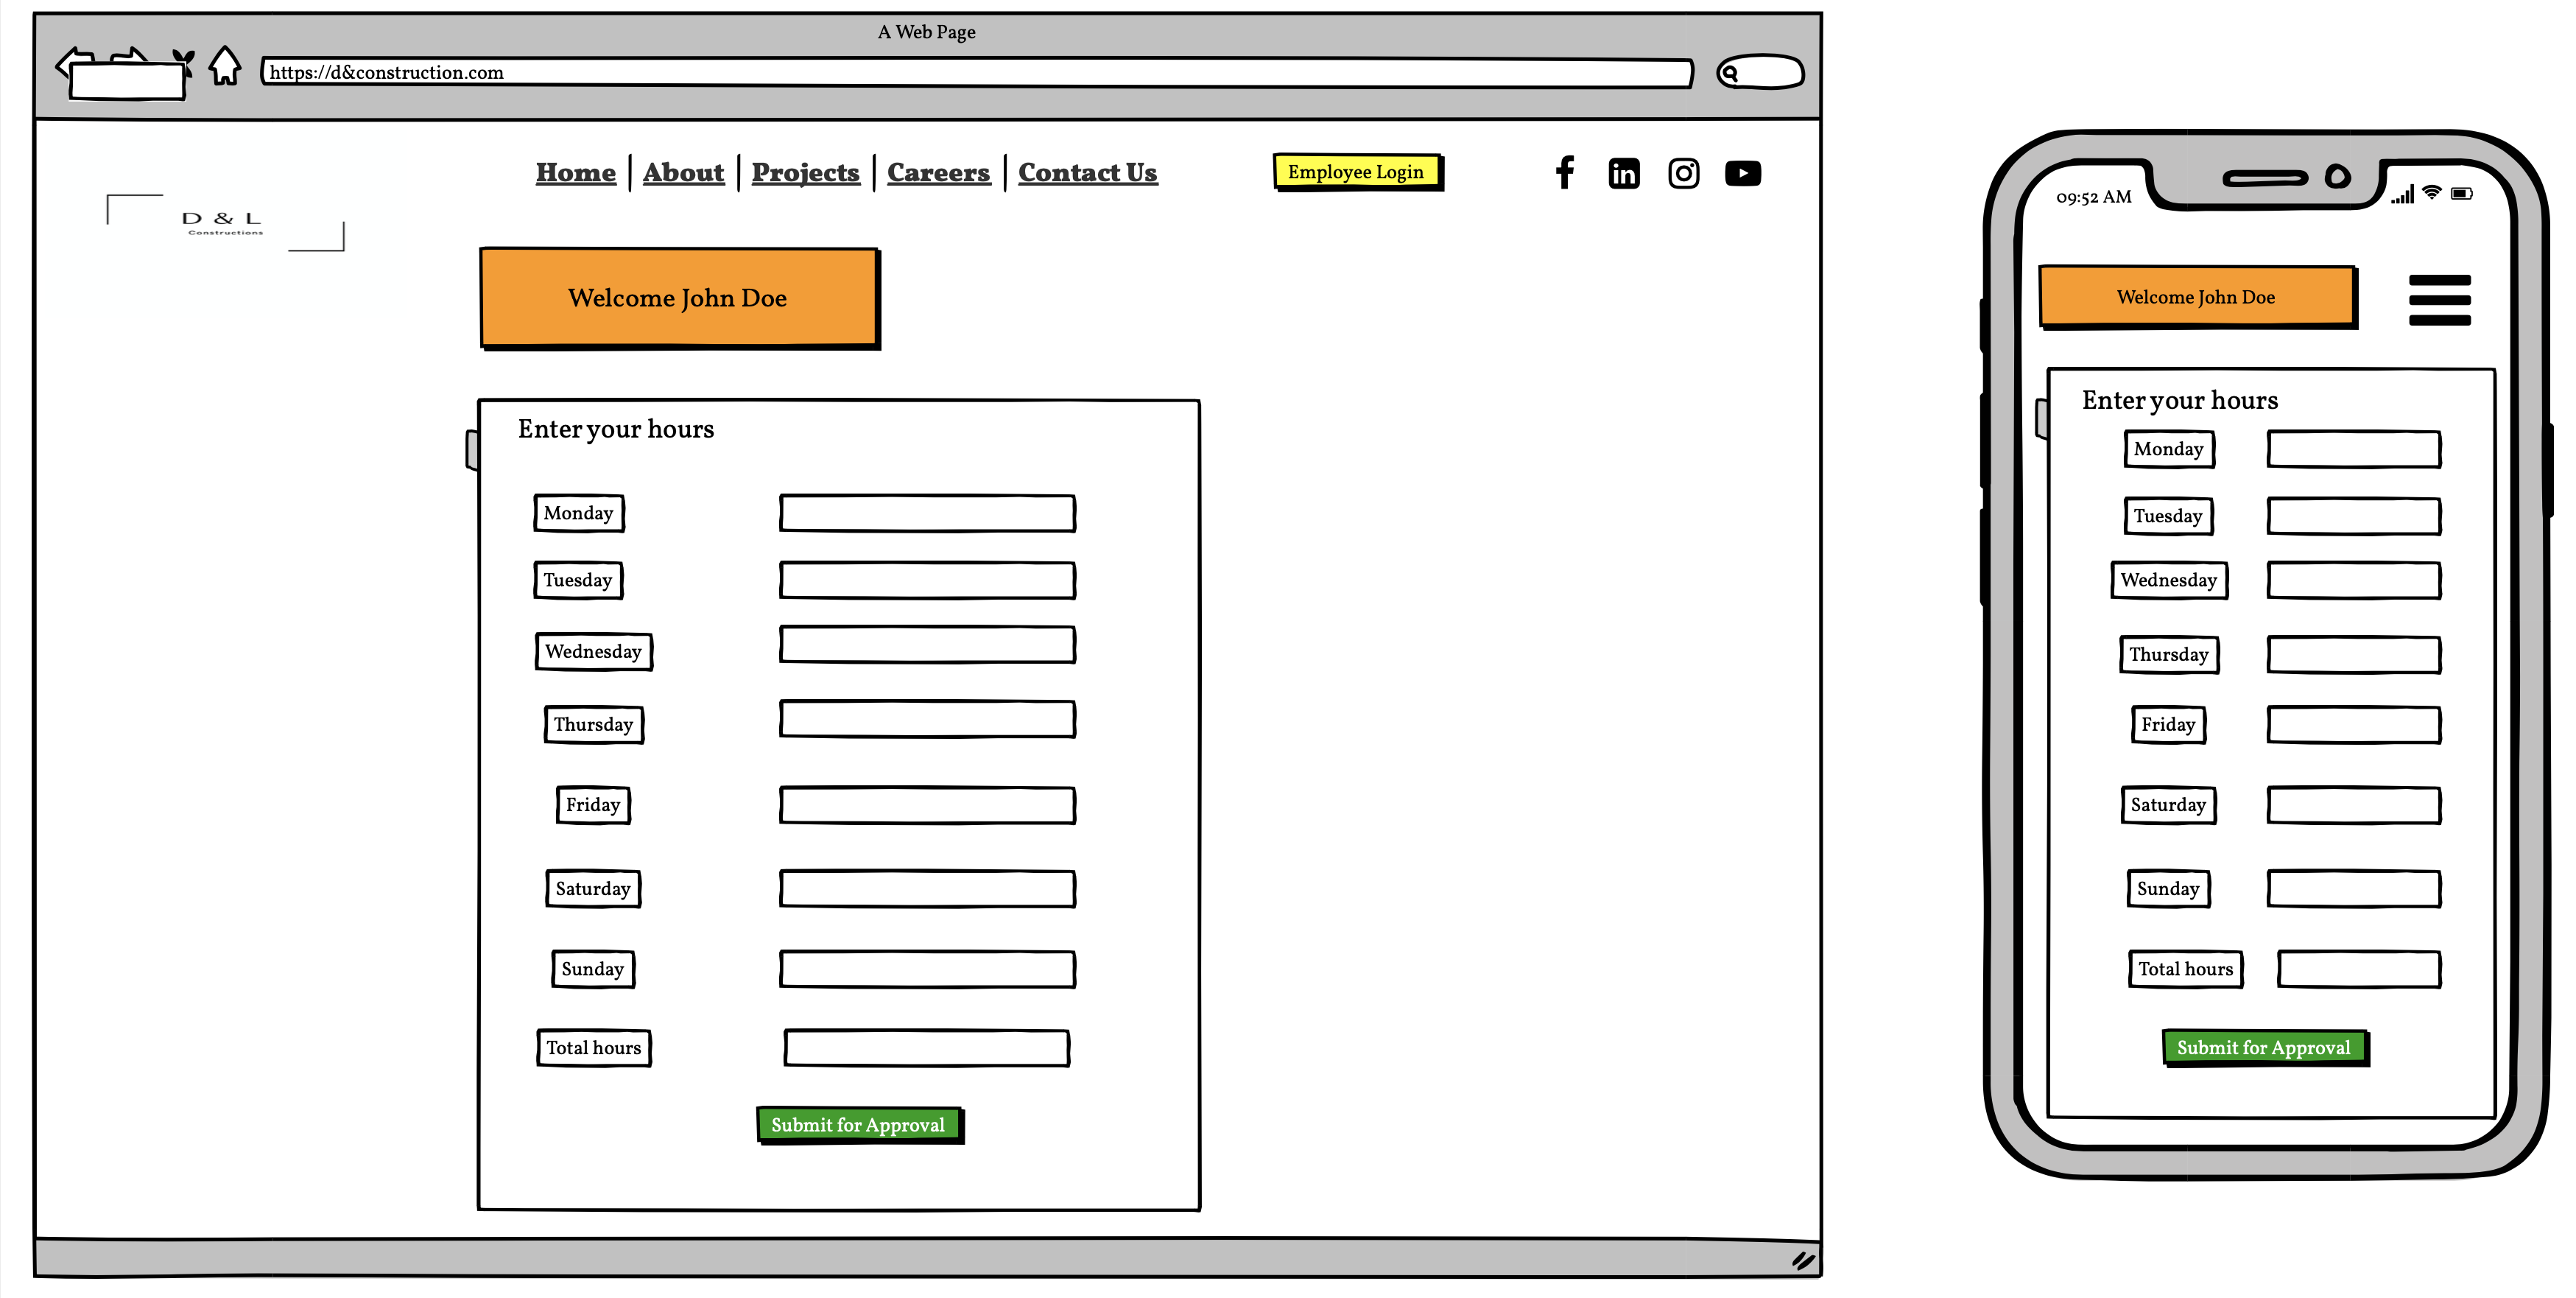 A Web Page
https://d&construction.com
Home About Projects Careers Contact Us
Employee Login
D & L
Constructions
Welcome John Doe
Enter your hours
Monday
Tuesday
Wednesday
Thursday
Friday
Saturday
Sunday
Total hours
Submit for Approval
09:52 AM
Welcome John Doe
Enter your hours
Monday
Tuesday
Wednesday
Thursday
Friday
Saturday
Sunday
Total hours
Submit for Approval